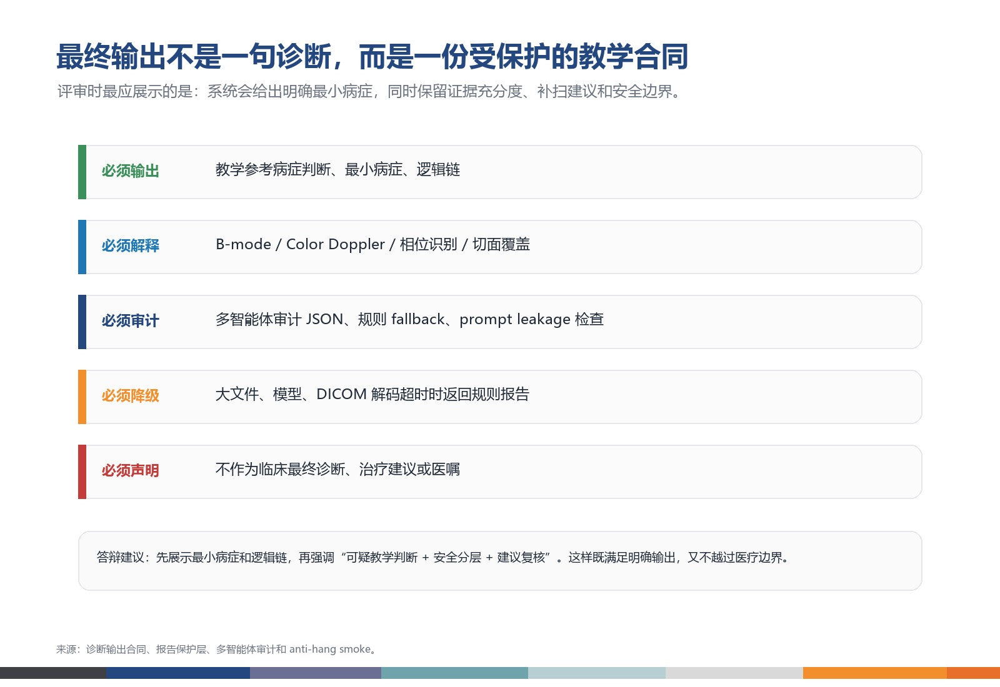 最终输出不是一句诊断，而是一份受保护的教学合同
评审时最应展示的是：系统会给出明确最小病症，同时保留证据充分度、补扫建议和安全边界。
必须输出 教学参考病症判断、最小病症、逻辑链
必须解释 B-mode / Color Doppler / 相位识别 / 切面覆盖
必须审计 多智能体审计 JSON、规则 fallback、prompt leakage 检查
必须降级 大文件、模型、DICOM 解码超时时返回规则报告
必须声明 不作为临床最终诊断、治疗建议或医嘱
答辩建议：先展示最小病症和逻辑链，再强调“可疑教学判断 + 安全分层 + 建议复核”。这样既满足明确输出，又不越过医疗边界。
来源：诊断输出合同、报告保护层、多智能体审计和 anti-hang smoke。